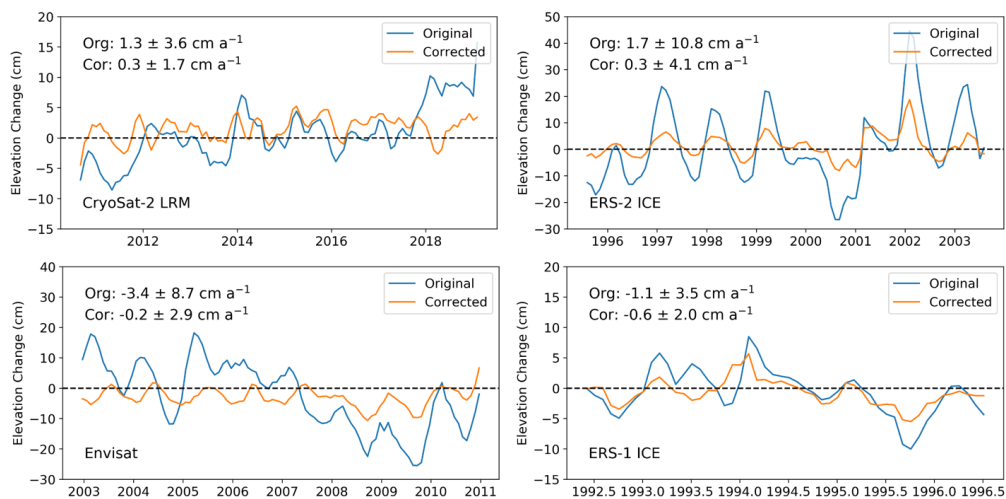 Elevation Change (cm)
20
15
10
5
0
−5
−10
−15
Org: 1.3 ± 3.6 cm a⁻¹
Cor: 0.3 ± 1.7 cm a⁻¹
Original
Corrected
CryoSat-2 LRM
2012 2014 2016 2018
Elevation Change (cm)
50
40
30
20
10
0
−10
−20
−30
Org: 1.7 ± 10.8 cm a⁻¹
Cor: 0.3 ± 4.1 cm a⁻¹
Original
Corrected
ERS-2 ICE
1996 1997 1998 1999 2000 2001 2002 2003
Elevation Change (cm)
40
30
20
10
0
−10
−20
−30
Org: -3.4 ± 8.7 cm a⁻¹
Cor: -0.2 ± 2.9 cm a⁻¹
Original
Corrected
Envisat
2003 2004 2005 2006 2007 2008 2009 2010 2011
Elevation Change (cm)
20
15
10
5
0
−5
−10
−15
Org: -1.1 ± 3.5 cm a⁻¹
Cor: -0.6 ± 2.0 cm a⁻¹
Original
Corrected
ERS-1 ICE
1992.5 1993.0 1993.5 1994.0 1994.5 1995.0 1995.5 1996.0 1996.5